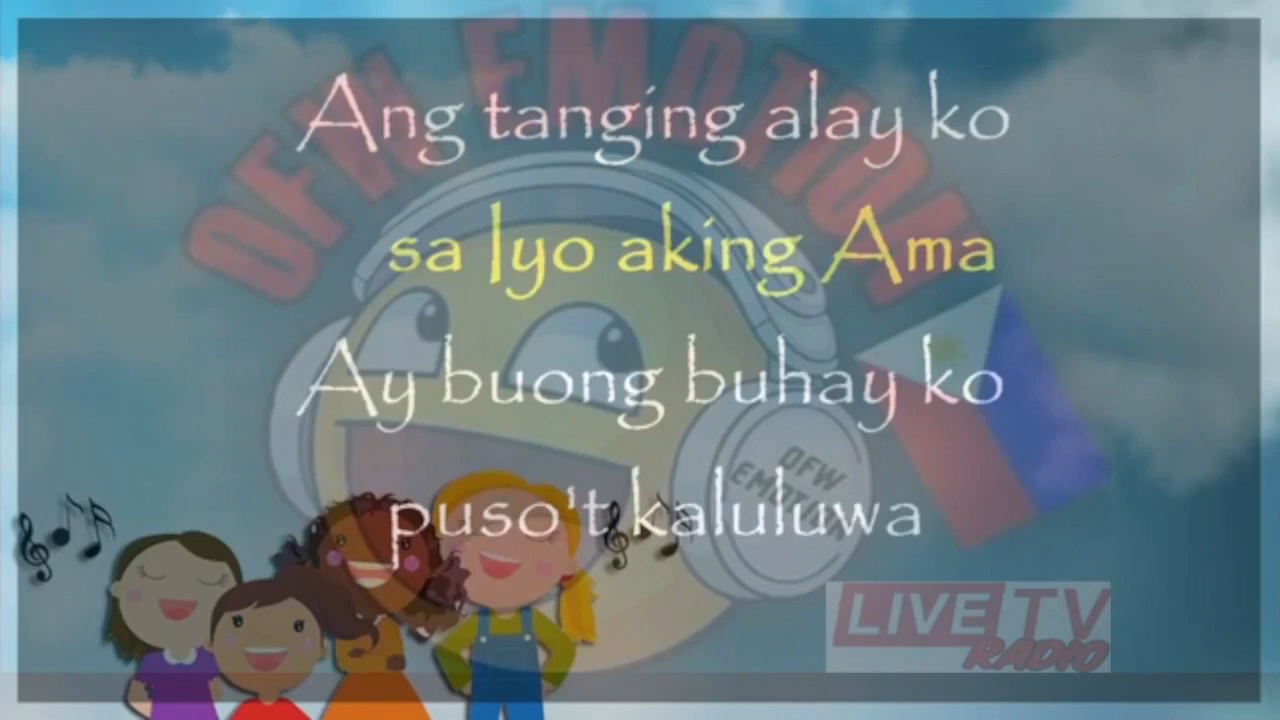 OFW EMOTION
Ang tanging alay ko
sa Iyo aking Ama
Ay buong buhay ko
puso't kaluluwa
OFW
EMOTION
LIVE TV
RADIO